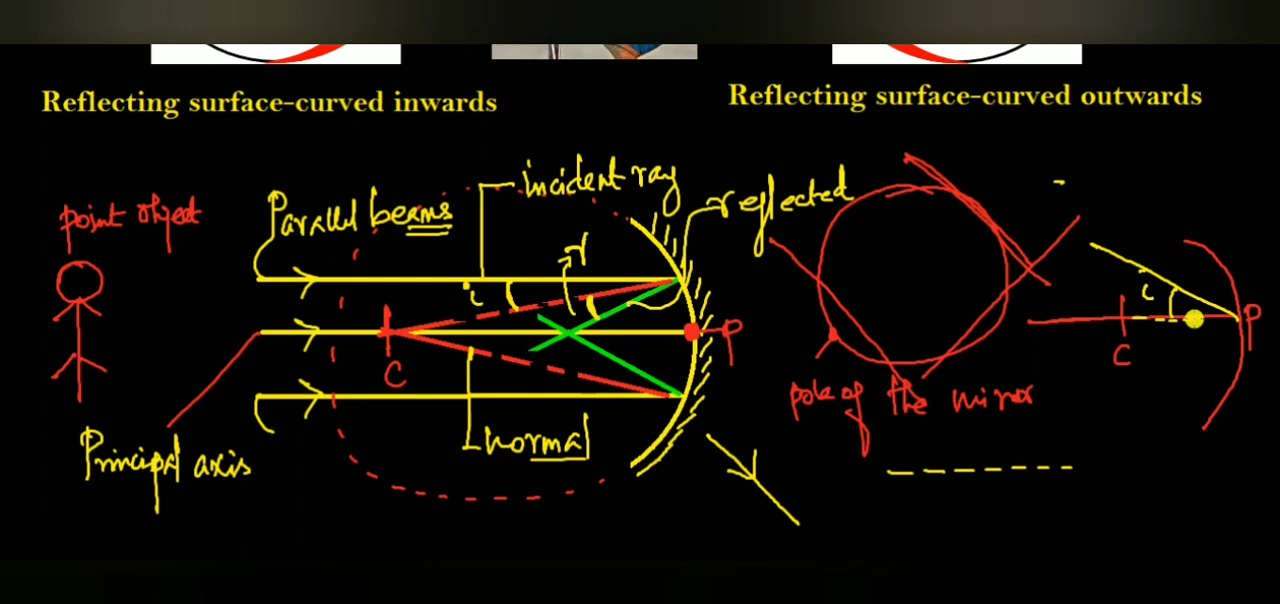 Reflecting surface-curved inwards
Reflecting surface-curved outwards
point object
Parallel beams
incident ray
reflected
r
i
i
P
C
P
C
pole of the mirror
normal
Principal axis